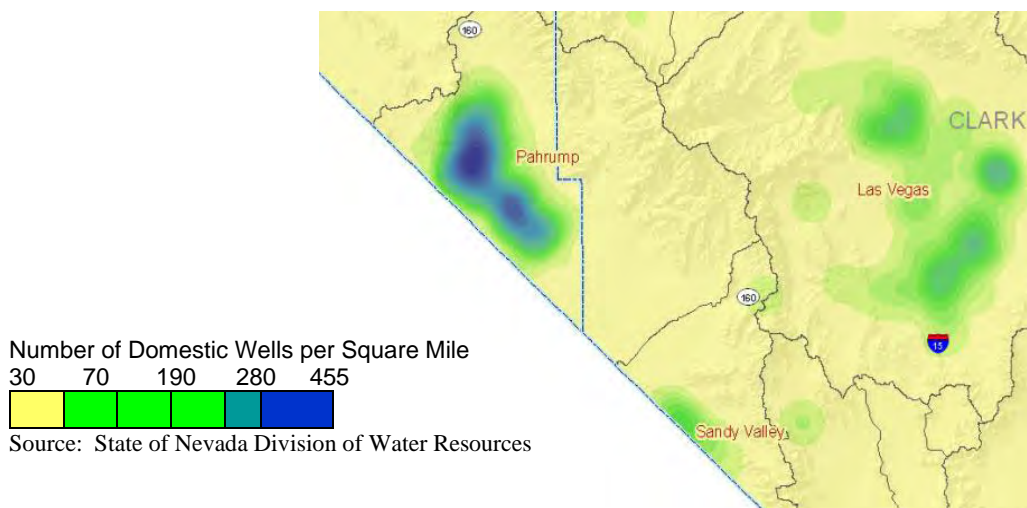 160
CLARK
Pahrump
Las Vegas
160
15
Number of Domestic Wells per Square Mile
30 70 190 280 455
Sandy Valley
Source: State of Nevada Division of Water Resources